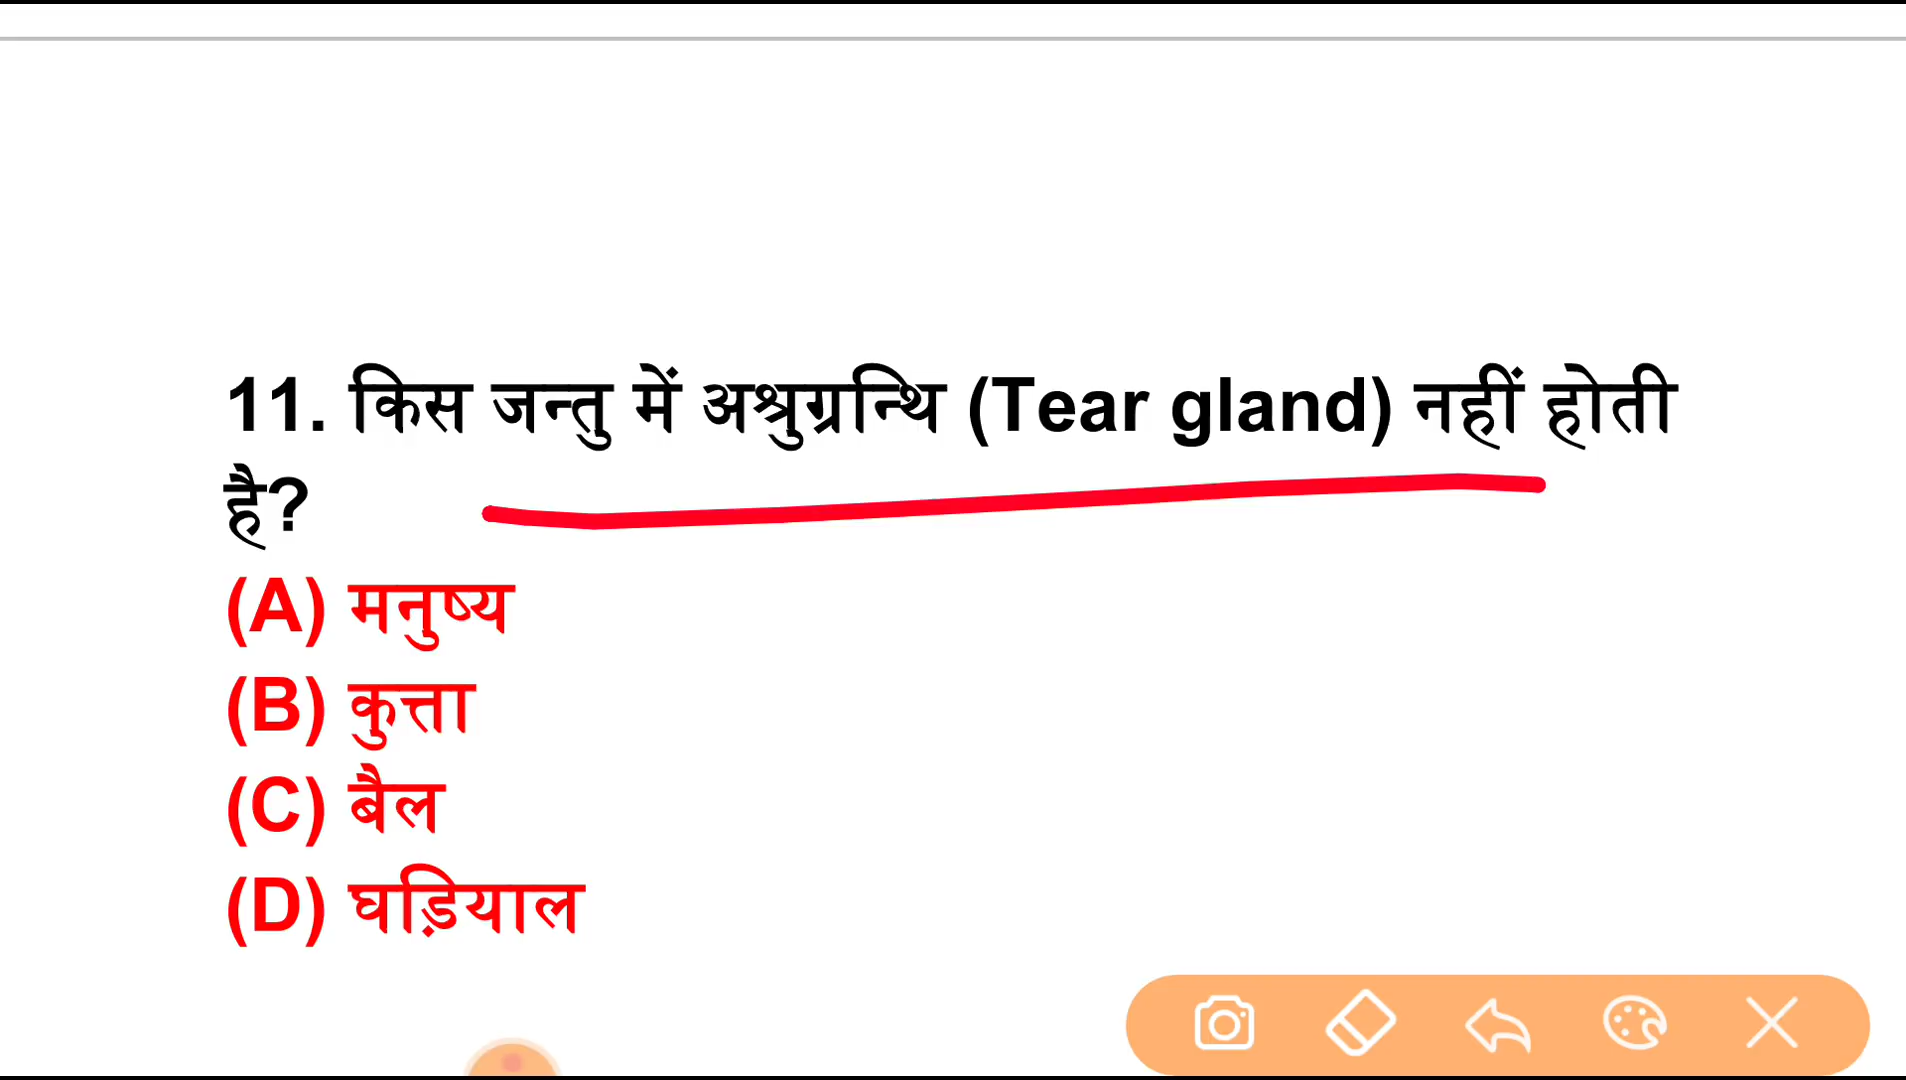 11. किस जन्तु में अश्रुग्रन्थि (Tear gland) नहीं होती
है?
(A) मनुष्य
(B) कुत्ता
(C) बैल
(D) घड़ियाल